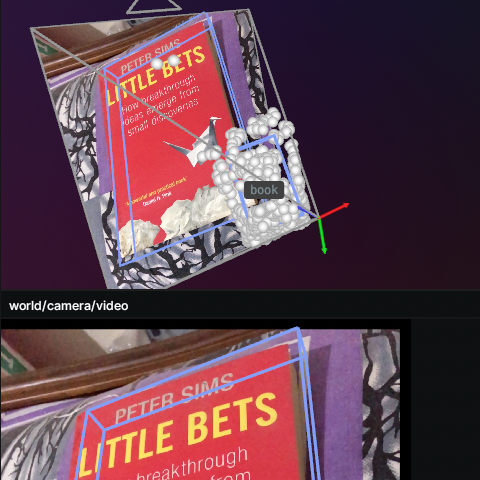 PETER SIMS
LITTLE BETS
How breakthrough
ideas emerge from
small discoveries
book
world/camera/video
PETER SIMS
LITTLE BETS
breakthrough
from